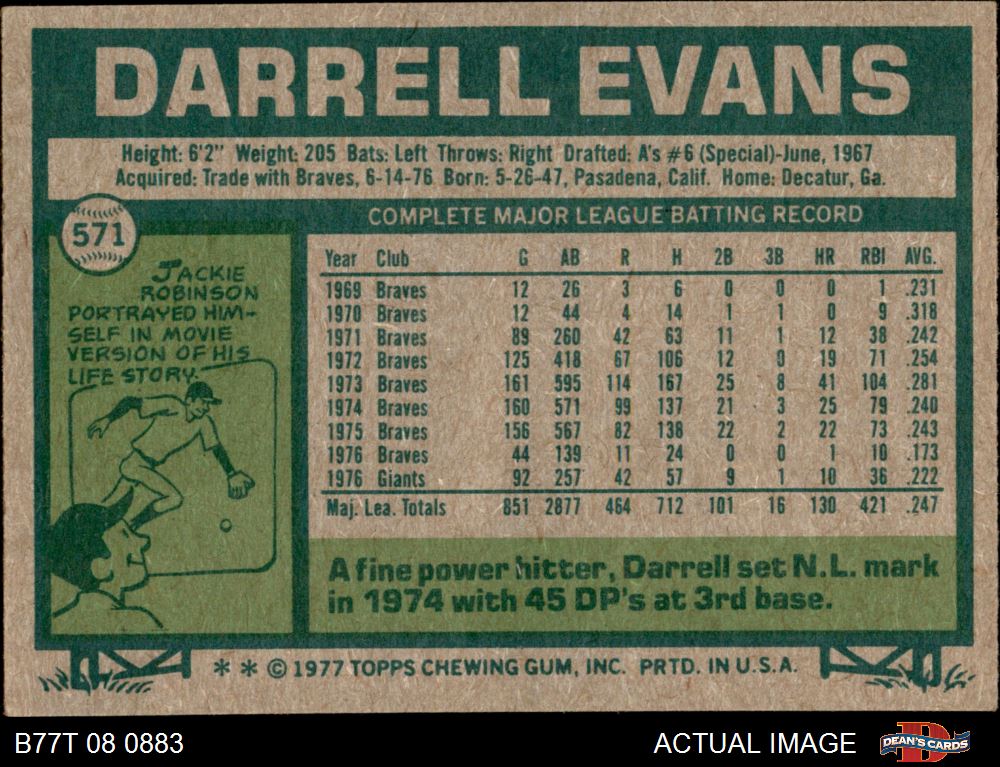 DARRELL EVANS
Height: 6'2" Weight: 205 Bats: Left Throws: Right Drafted: A's #6 (Special)-June, 1967
Acquired: Trade with Braves, 6-14-76 Born: 5-26-47, Pasadena, Calif. Home: Decatur, Ga.
571
JACKIE
ROBINSON
PORTRAYED HIM-
SELF IN MOVIE
VERSION OF HIS
LIFE STORY.
COMPLETE MAJOR LEAGUE BATTING RECORD
Year Club G AB R H 2B 3B HR RBI AVG.
1969 Braves 12 26 3 6 0 0 0 1 .231
1970 Braves 12 44 4 14 1 1 0 9 .318
1971 Braves 89 260 42 63 11 1 12 38 .242
1972 Braves 125 418 67 106 12 0 19 71 .254
1973 Braves 161 595 114 167 25 8 41 104 .281
1974 Braves 160 571 99 137 21 3 25 79 .240
1975 Braves 156 567 82 138 22 2 22 73 .243
1976 Braves 44 139 11 24 0 0 1 10 .173
1976 Giants 92 257 42 57 9 1 10 36 .222
Maj. Lea. Totals 851 2877 464 712 101 16 130 421 .247
A fine power hitter, Darrell set N.L. mark
in 1974 with 45 DP's at 3rd base.
* * © 1977 TOPPS CHEWING GUM, INC. PRTD. IN U.S.A.
B77T 08 0883
ACTUAL IMAGE
DEAN'S CARDS